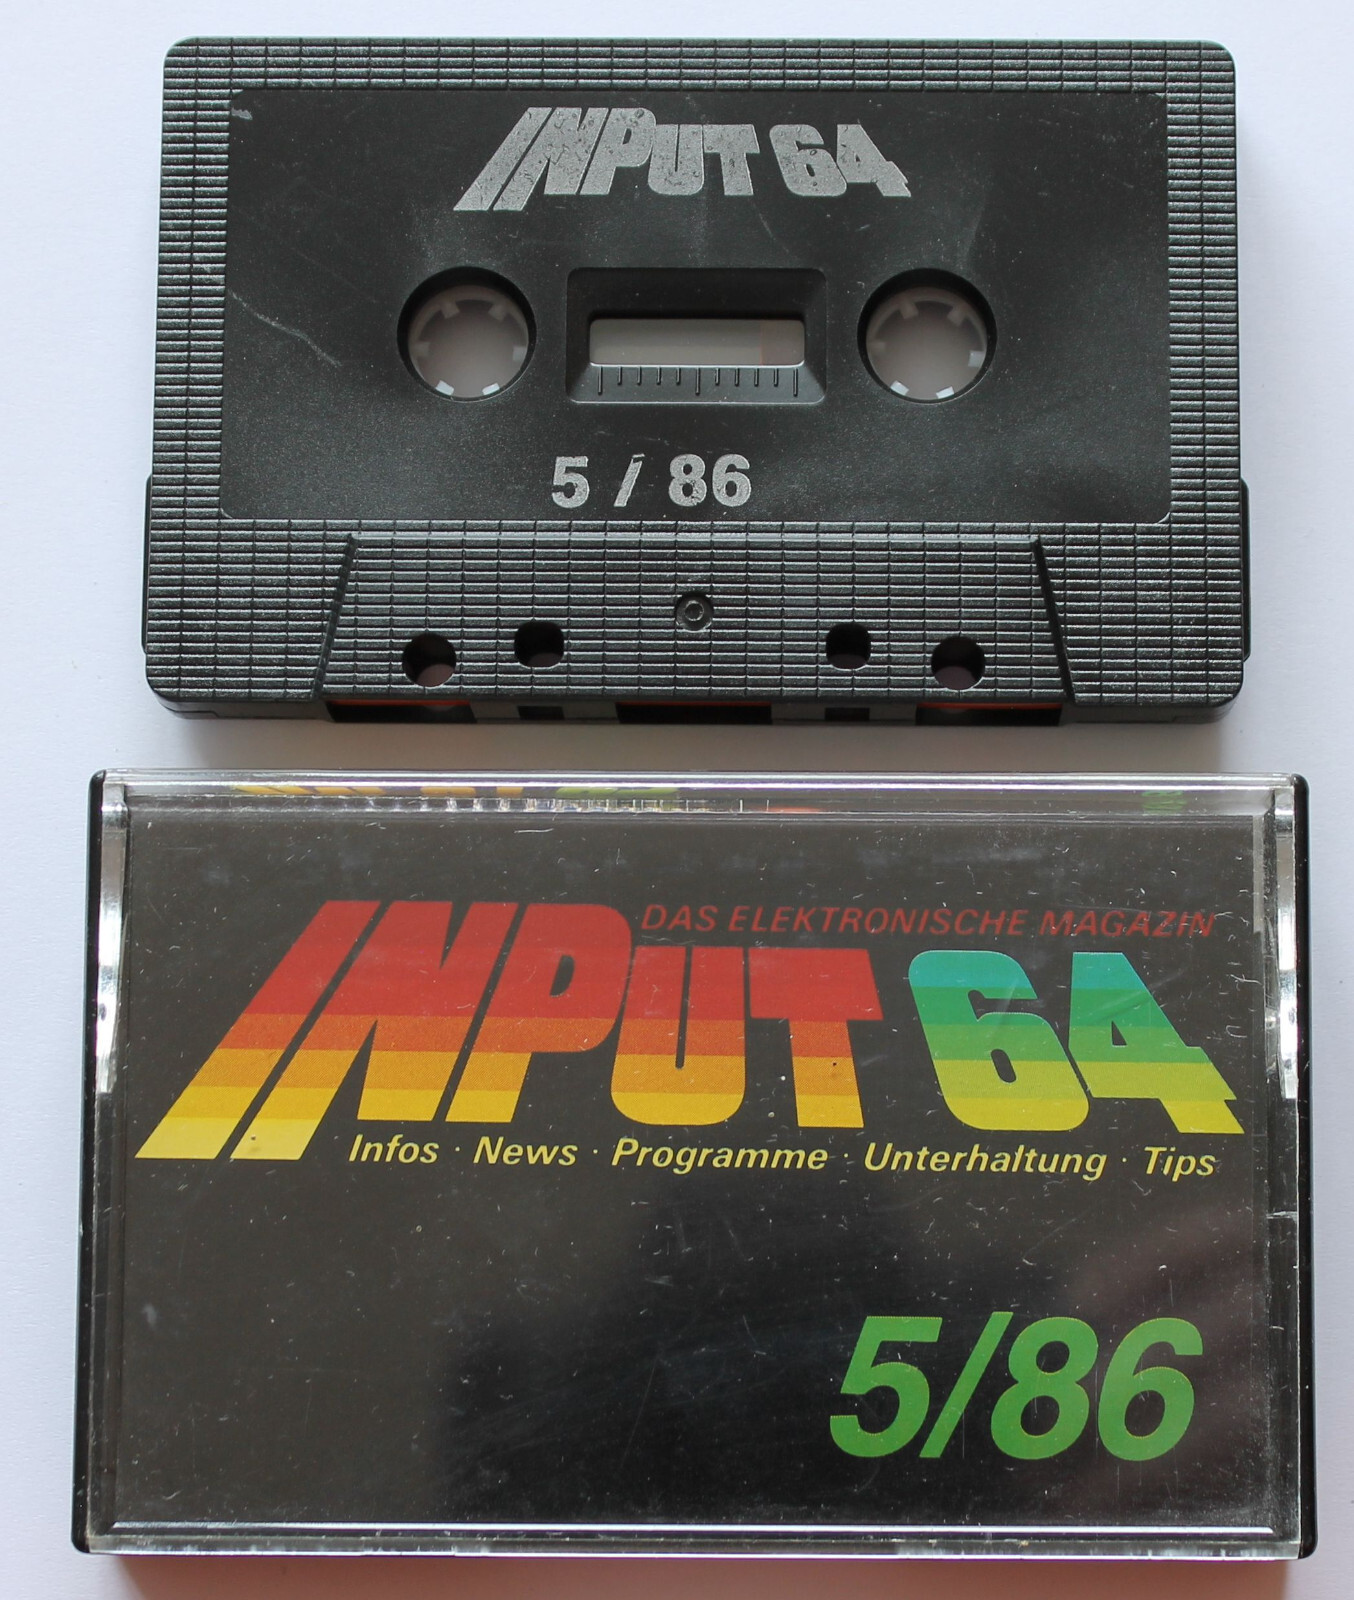 INPUT 64
5 / 86
DAS ELEKTRONISCHE MAGAZIN
INPUT 64
Infos · News · Programme · Unterhaltung · Tips
5/86